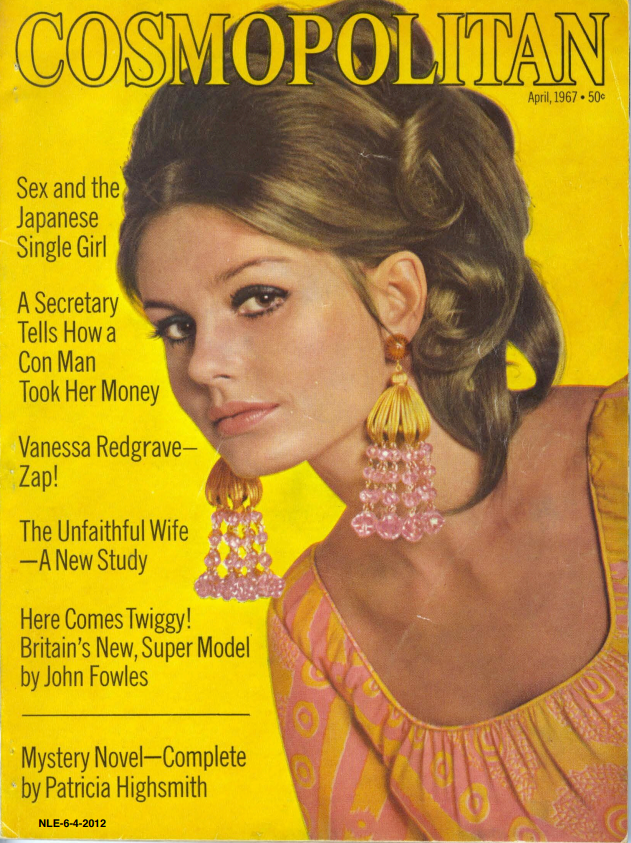 COSMOPOLITAN
April, 1967 • 50¢
Sex and the
Japanese
Single Girl
A Secretary
Tells How a
Con Man
Took Her Money
Vanessa Redgrave—
Zap!
The Unfaithful Wife
—A New Study
Here Comes Twiggy!
Britain's New, Super Model
by John Fowles
Mystery Novel—Complete
by Patricia Highsmith
NLE-6-4-2012